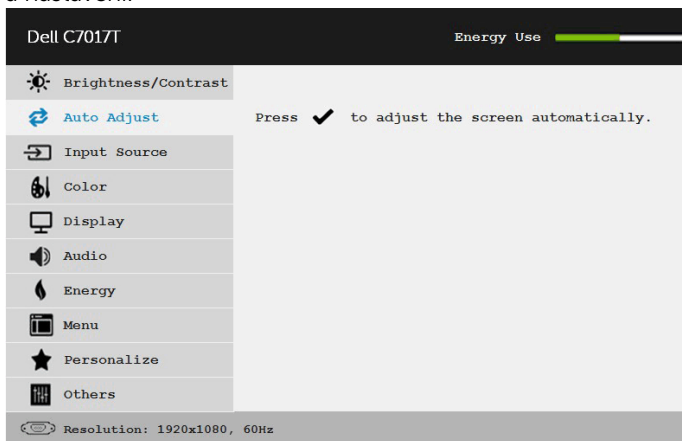 Dell C7017T
Energy Use
Brightness/Contrast
Auto Adjust
Press ✔ to adjust the screen automatically.
Input Source
Color
Display
Audio
Energy
Menu
Personalize
Others
Resolution: 1920x1080, 60Hz